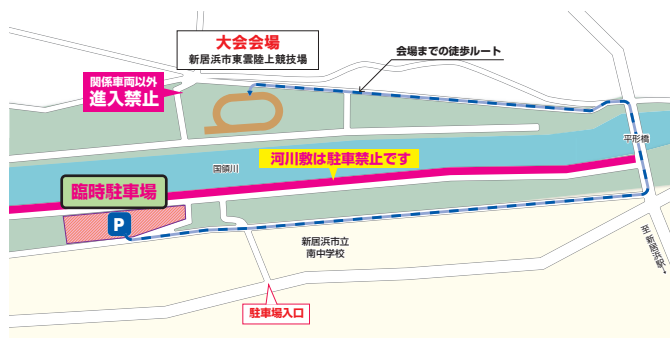 大会会場
新居浜市東雲陸上競技場
会場までの徒歩ルート
関係車両以外
進入禁止
平形橋
河川敷は駐車禁止です
国領川
臨時駐車場
P
新居浜市立
南中学校
至 新居浜駅→
駐車場入口